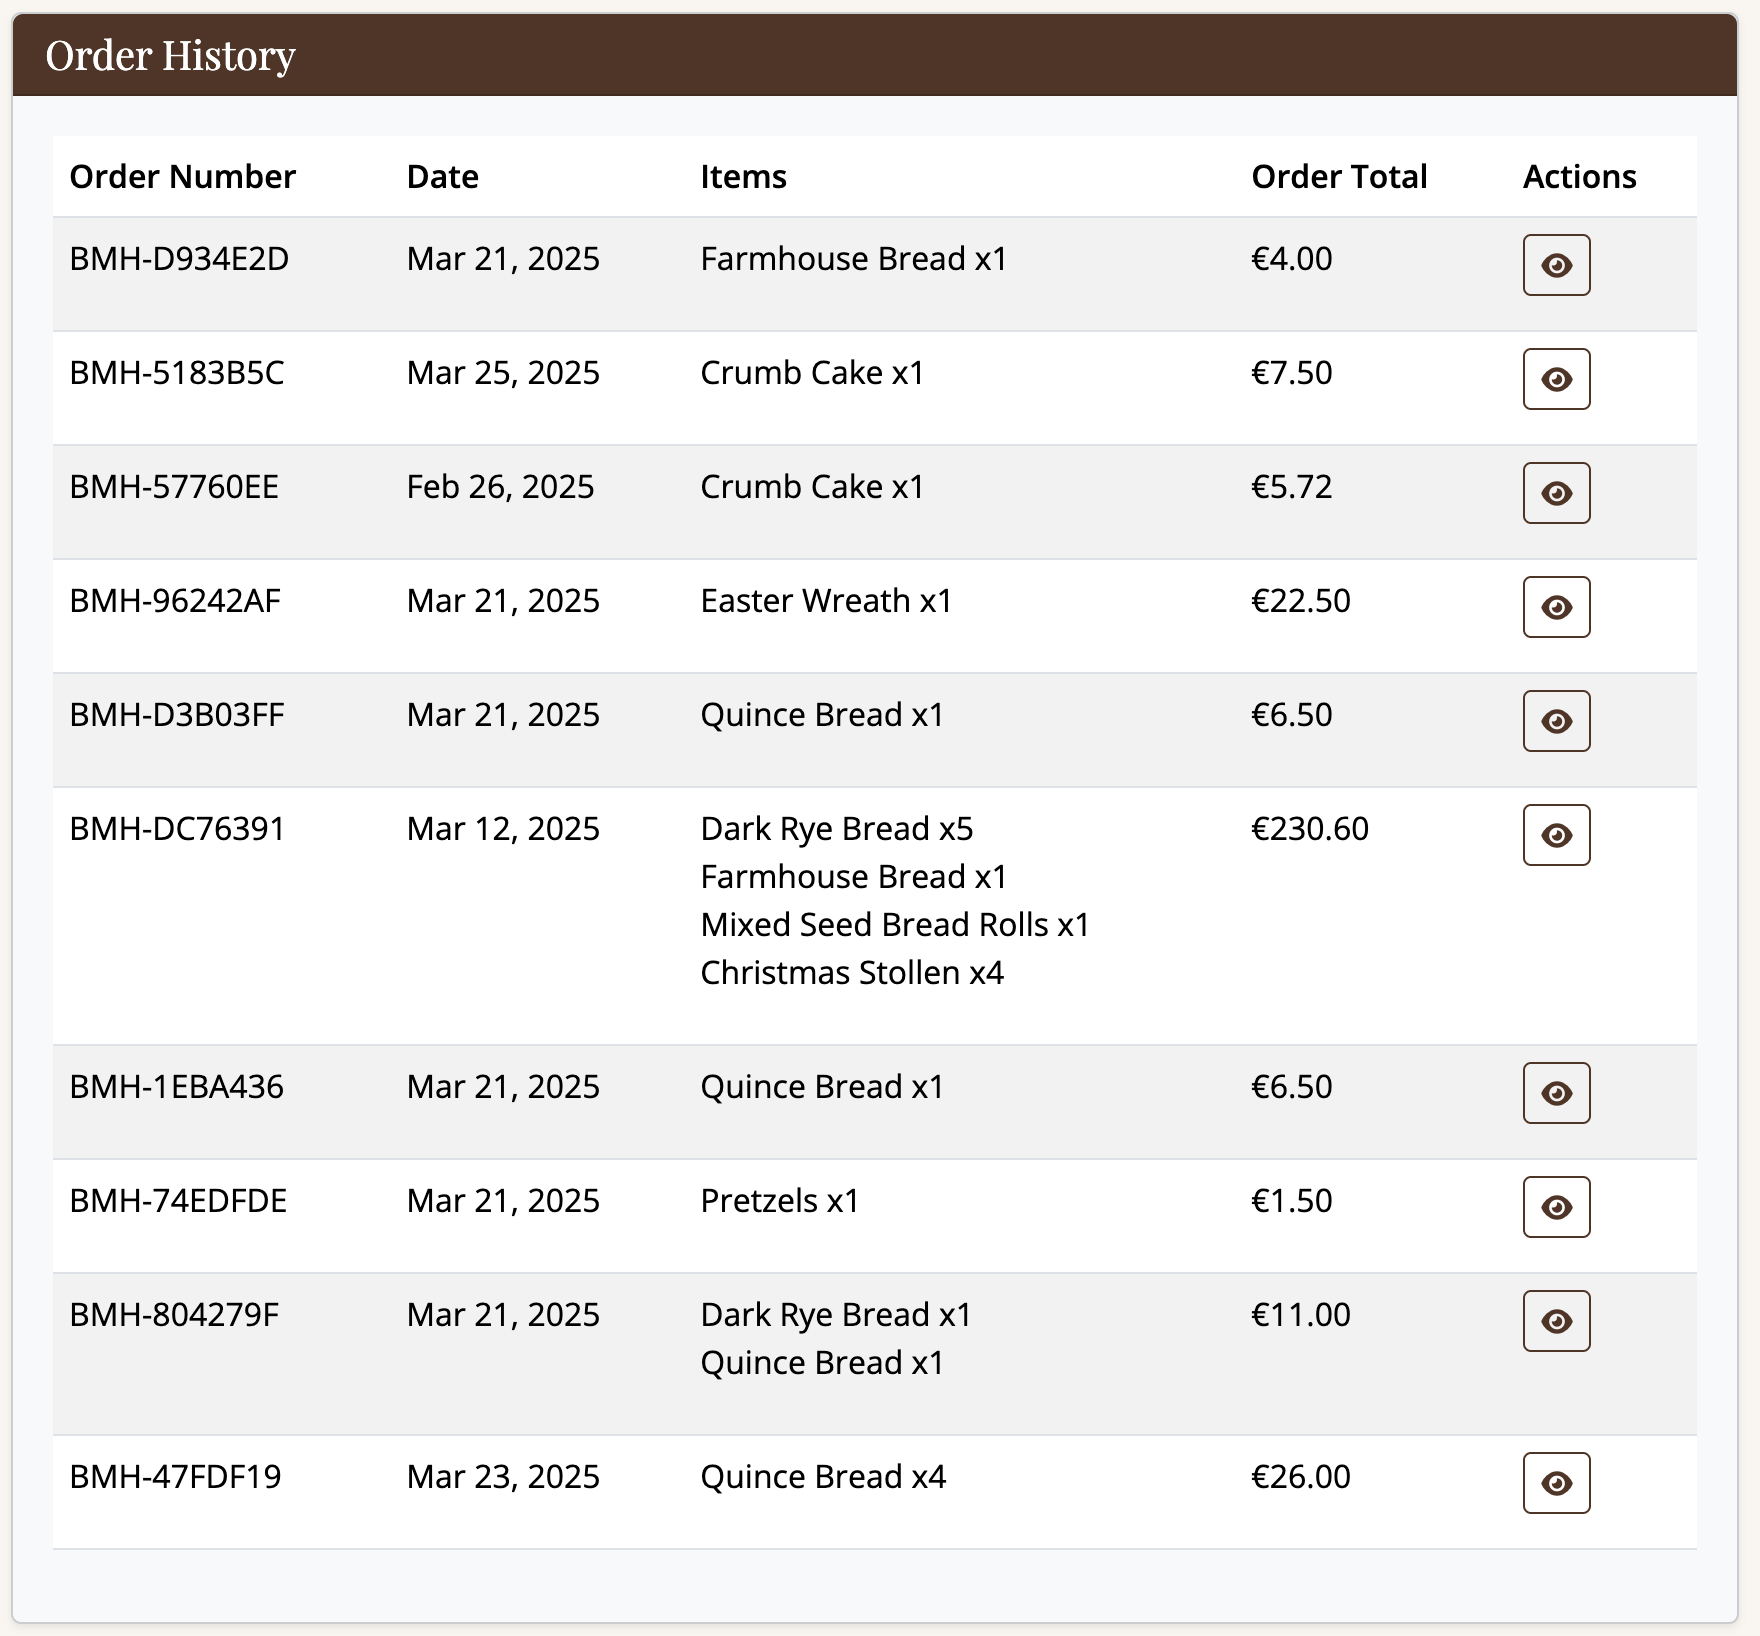 Order History
Order Number Date Items Order Total Actions
BMH-D934E2D Mar 21, 2025 Farmhouse Bread x1 €4.00
BMH-5183B5C Mar 25, 2025 Crumb Cake x1 €7.50
BMH-57760EE Feb 26, 2025 Crumb Cake x1 €5.72
BMH-96242AF Mar 21, 2025 Easter Wreath x1 €22.50
BMH-D3B03FF Mar 21, 2025 Quince Bread x1 €6.50
BMH-DC76391 Mar 12, 2025 Dark Rye Bread x5 €230.60
Farmhouse Bread x1
Mixed Seed Bread Rolls x1
Christmas Stollen x4
BMH-1EBA436 Mar 21, 2025 Quince Bread x1 €6.50
BMH-74EDFDE Mar 21, 2025 Pretzels x1 €1.50
BMH-804279F Mar 21, 2025 Dark Rye Bread x1 €11.00
Quince Bread x1
BMH-47FDF19 Mar 23, 2025 Quince Bread x4 €26.00